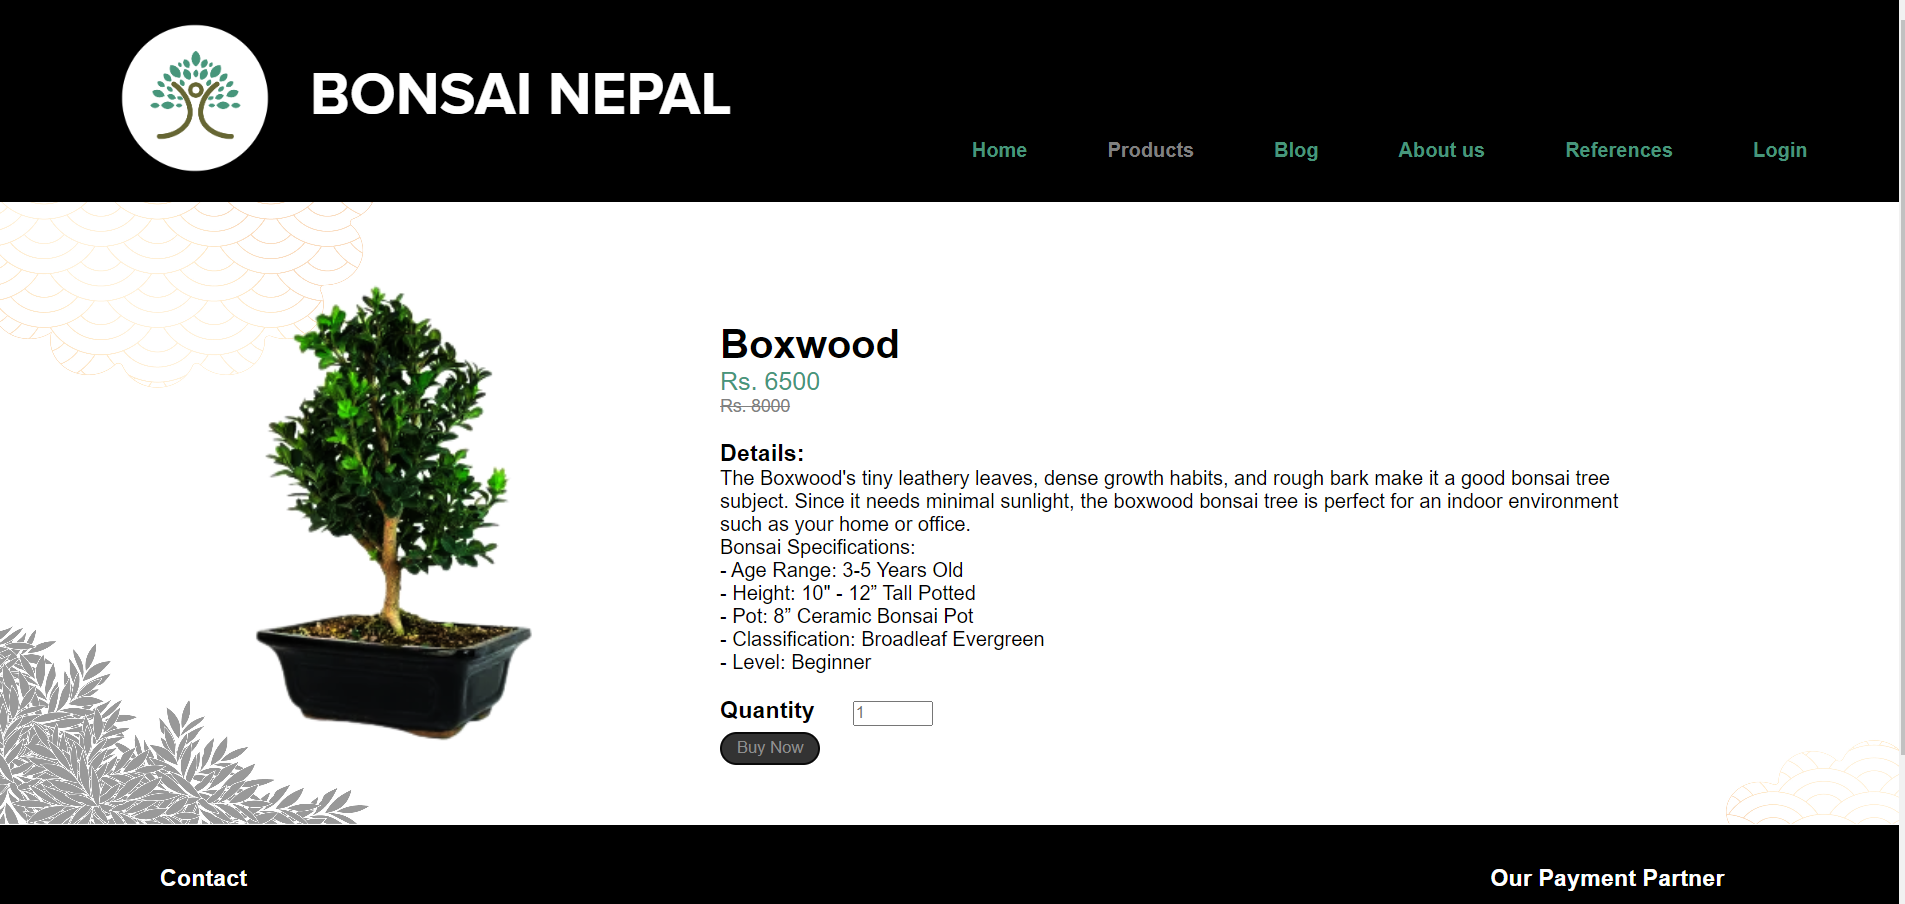 BONSAI NEPAL
Home Products Blog About us References Login
Boxwood
Rs. 6500
Rs. 8000
Details:
The Boxwood's tiny leathery leaves, dense growth habits, and rough bark make it a good bonsai tree
subject. Since it needs minimal sunlight, the boxwood bonsai tree is perfect for an indoor environment
such as your home or office.
Bonsai Specifications:
- Age Range: 3-5 Years Old
- Height: 10" - 12” Tall Potted
- Pot: 8” Ceramic Bonsai Pot
- Classification: Broadleaf Evergreen
- Level: Beginner
Quantity 1
Buy Now
Contact Our Payment Partner